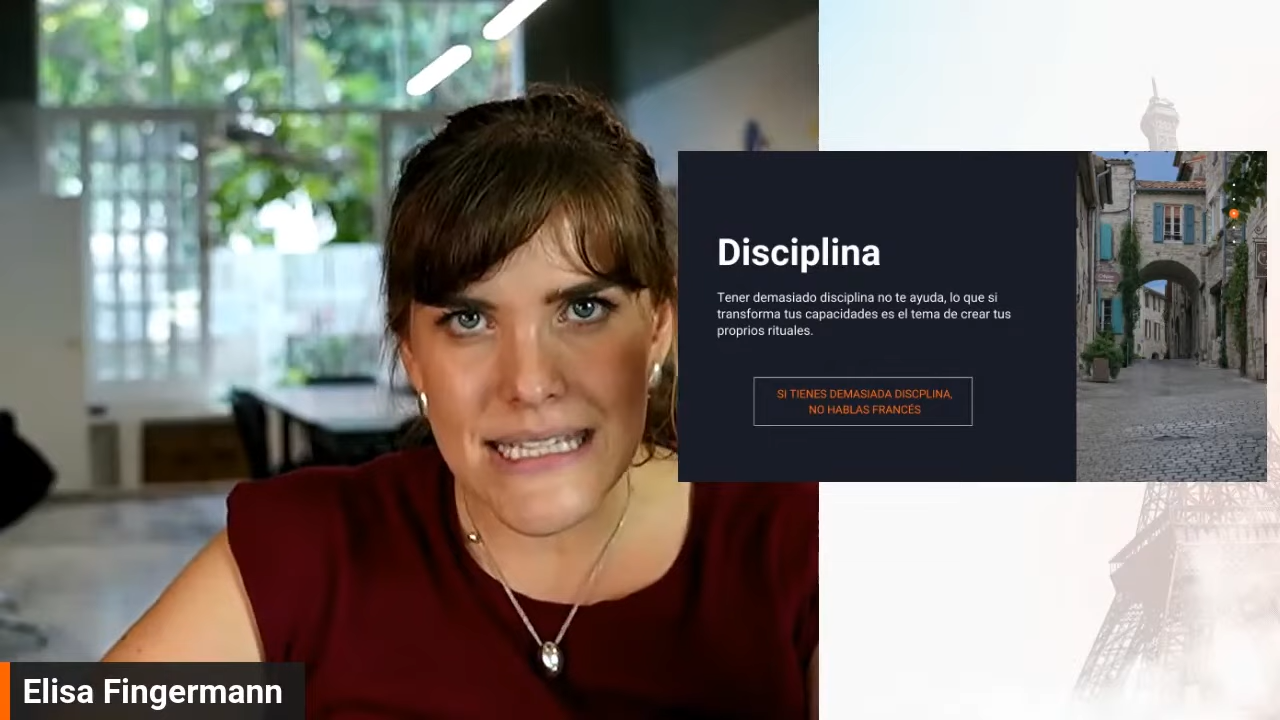 Disciplina
Tener demasiado disciplina no te ayuda, lo que si
transforma tus capacidades es el tema de crear tus
proprios rituales.
SI TIENES DEMASIADA DISCPLINA,
NO HABLAS FRANCÉS
Elisa Fingermann